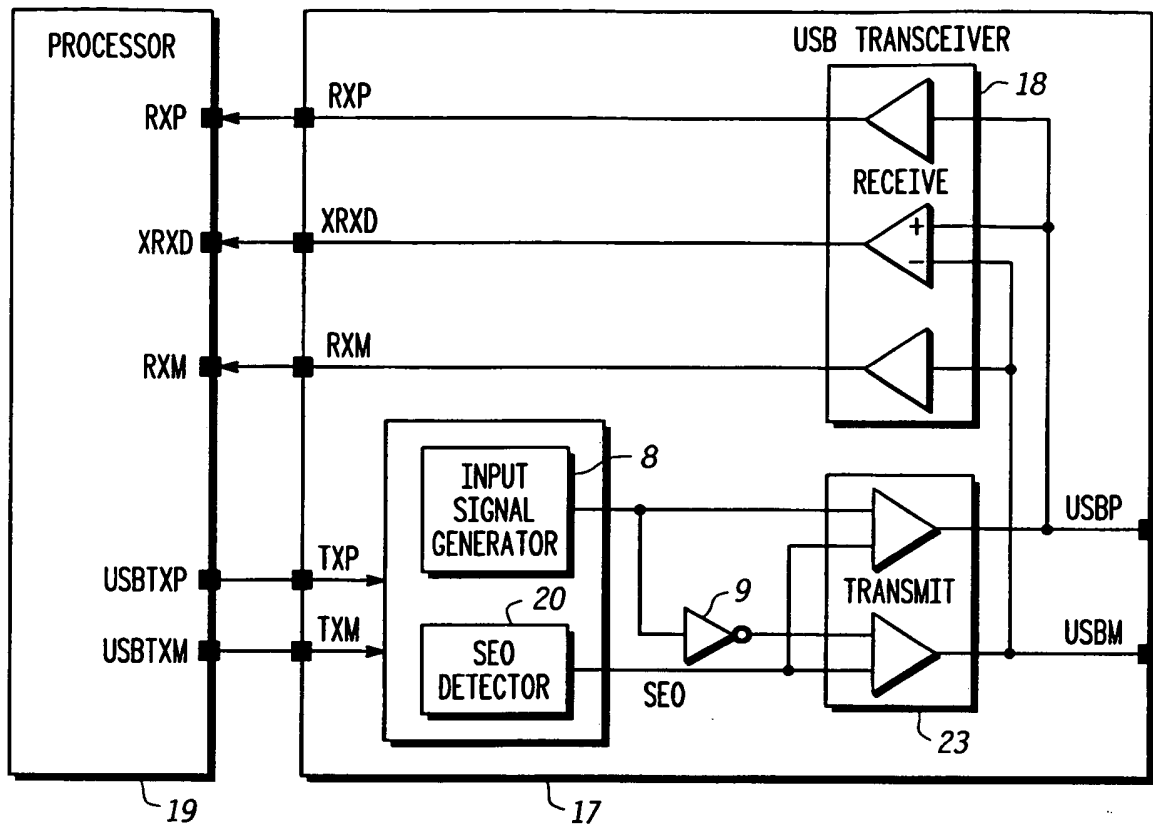 PROCESSOR
USB TRANSCEIVER
18
RXP
RXP
RECEIVE
XRXD
XRXD
+
−
RXM
RXM
8
INPUT
SIGNAL
GENERATOR
USBP
USBTXP
TXP
20
9
TRANSMIT
USBTXM
TXM
SEO
DETECTOR
SEO
USBM
23
19
17